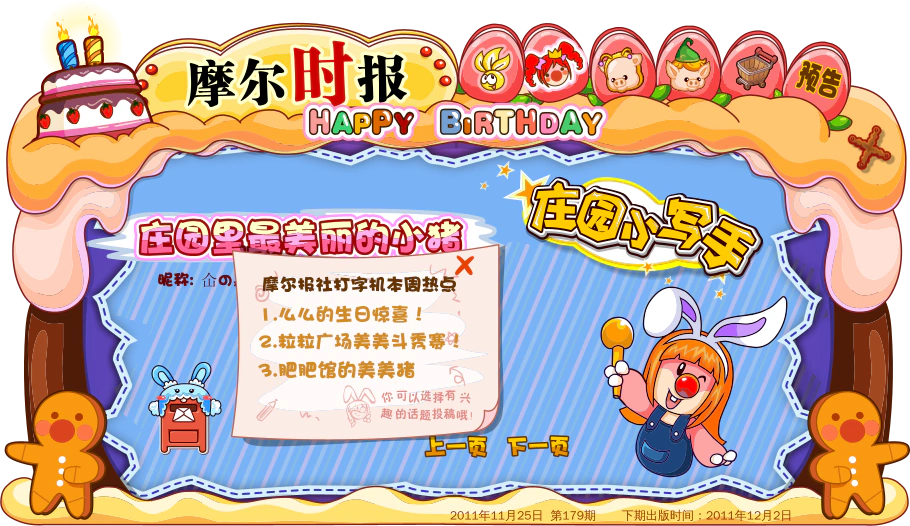 摩尔时报
HAPPY BIRTHDAY
预告
庄园小写手
庄园里最美丽的小猪
昵称:
摩尔报社打字机本周热点
1.么么的生日惊喜!
2.粒粒广场美美斗秀赛!
3.肥肥馆的美美猪
你可以选择有兴
趣的话题投稿哦!
上一页 下一页
2011年11月25日 第179期 下期出版时间:2011年12月2日